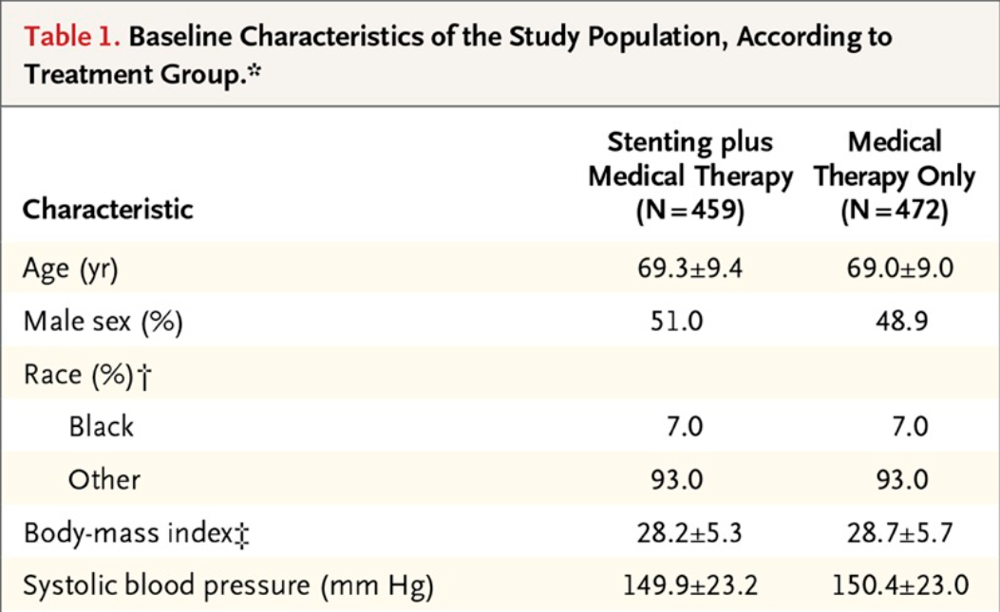 Table 1. Baseline Characteristics of the Study Population, According to
Treatment Group.*
Characteristic Stenting plus Medical Therapy (N=459) Medical Therapy Only (N=472)
Age (yr) 69.3±9.4 69.0±9.0
Male sex (%) 51.0 48.9
Race (%)†
Black 7.0 7.0
Other 93.0 93.0
Body-mass index‡ 28.2±5.3 28.7±5.7
Systolic blood pressure (mm Hg) 149.9±23.2 150.4±23.0